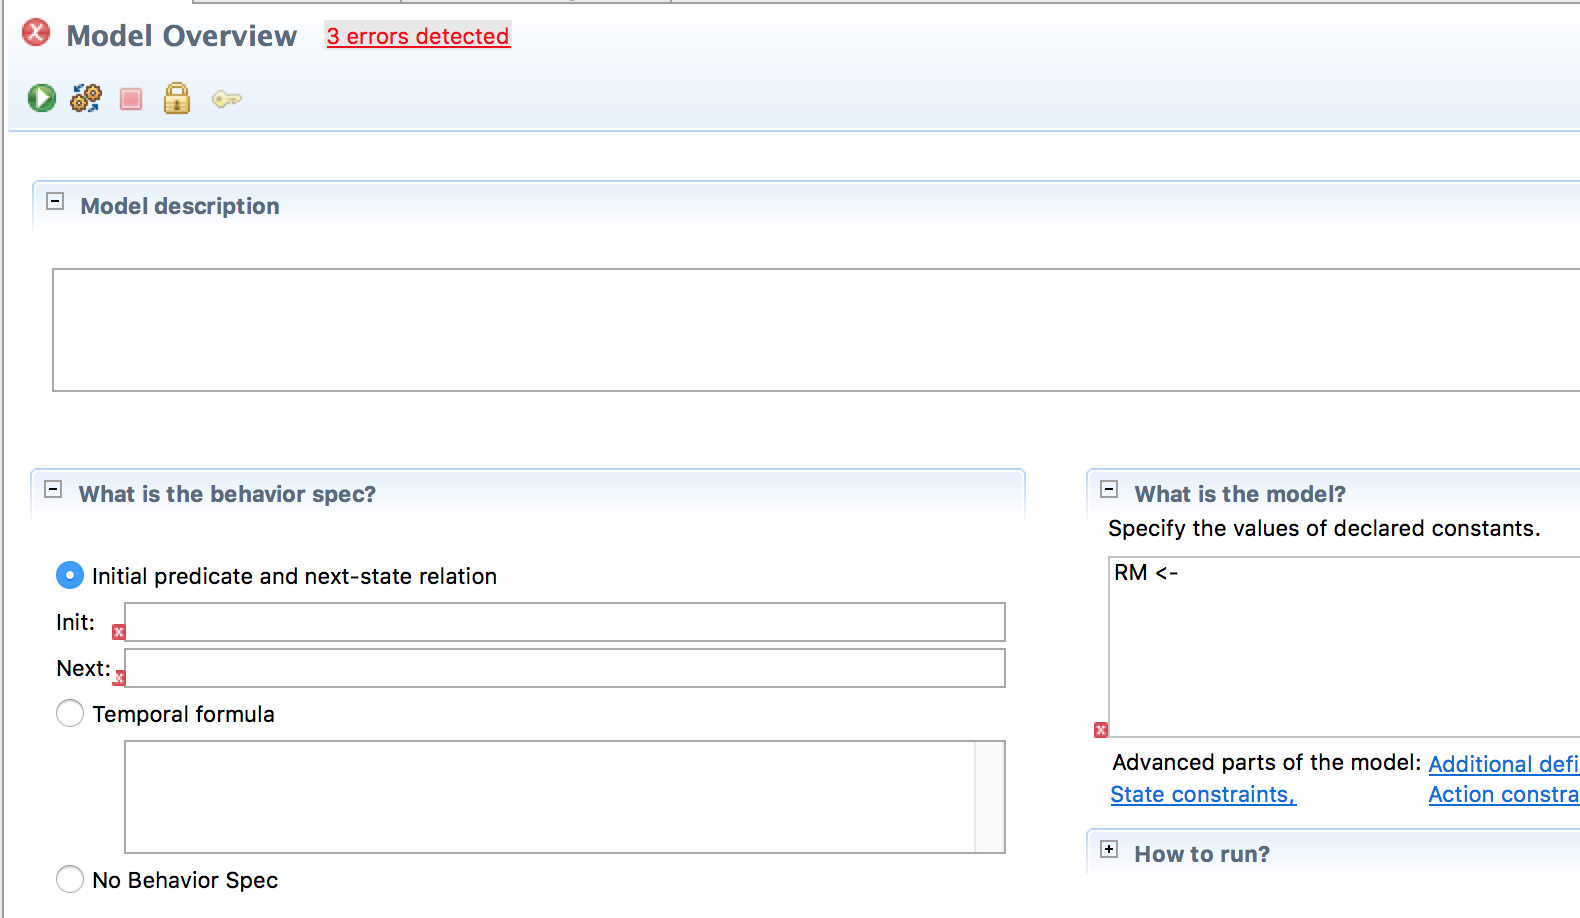 Model Overview 3 errors detected
Model description
What is the behavior spec?
Initial predicate and next-state relation
Init:
Next:
Temporal formula
No Behavior Spec
What is the model?
Specify the values of declared constants.
RM <-
Advanced parts of the model: Additional defi
State constraints, Action constra
How to run?